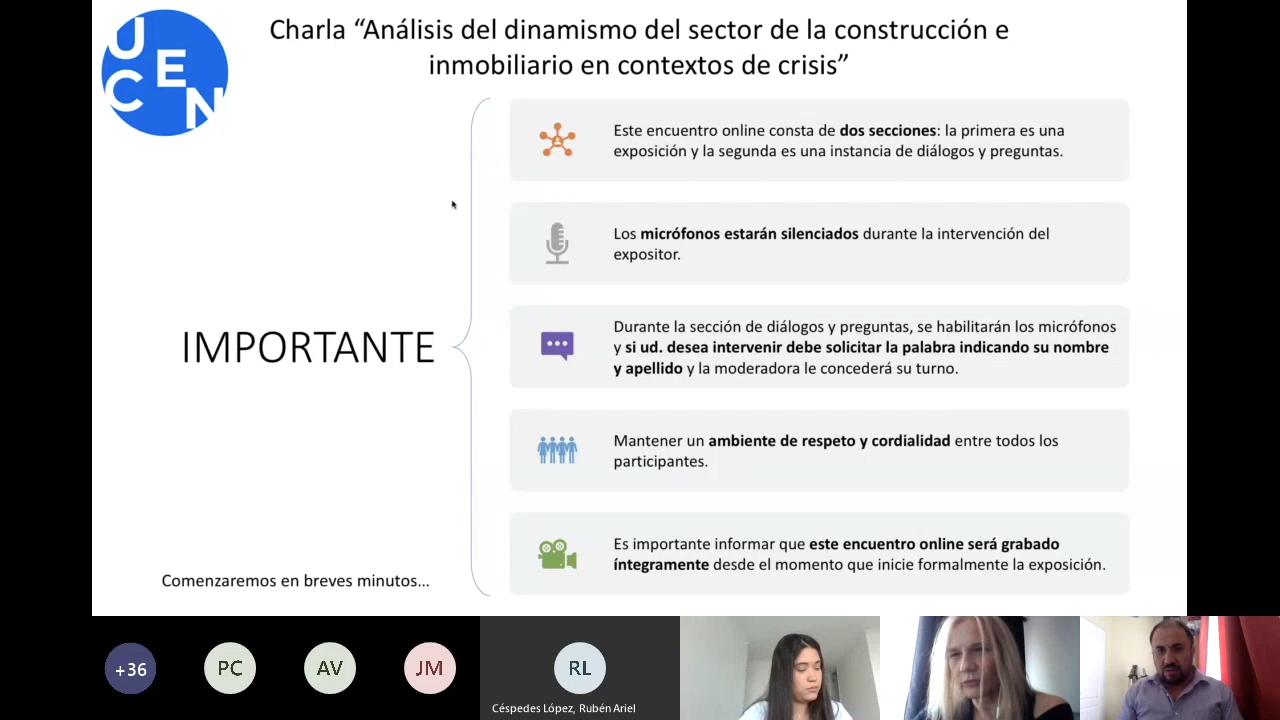 U
C E N
Charla “Análisis del dinamismo del sector de la construcción e
inmobiliario en contextos de crisis”
Este encuentro online consta de dos secciones: la primera es una
exposición y la segunda es una instancia de diálogos y preguntas.
Los micrófonos estarán silenciados durante la intervención del
expositor.
IMPORTANTE
Durante la sección de diálogos y preguntas, se habilitarán los micrófonos
y si ud. desea intervenir debe solicitar la palabra indicando su nombre
y apellido y la moderadora le concederá su turno.
Mantener un ambiente de respeto y cordialidad entre todos los
participantes.
Es importante informar que este encuentro online será grabado
íntegramente desde el momento que inicie formalmente la exposición.
Comenzaremos en breves minutos...
+36
PC
AV
JM
RL
Céspedes López, Rubén Ariel